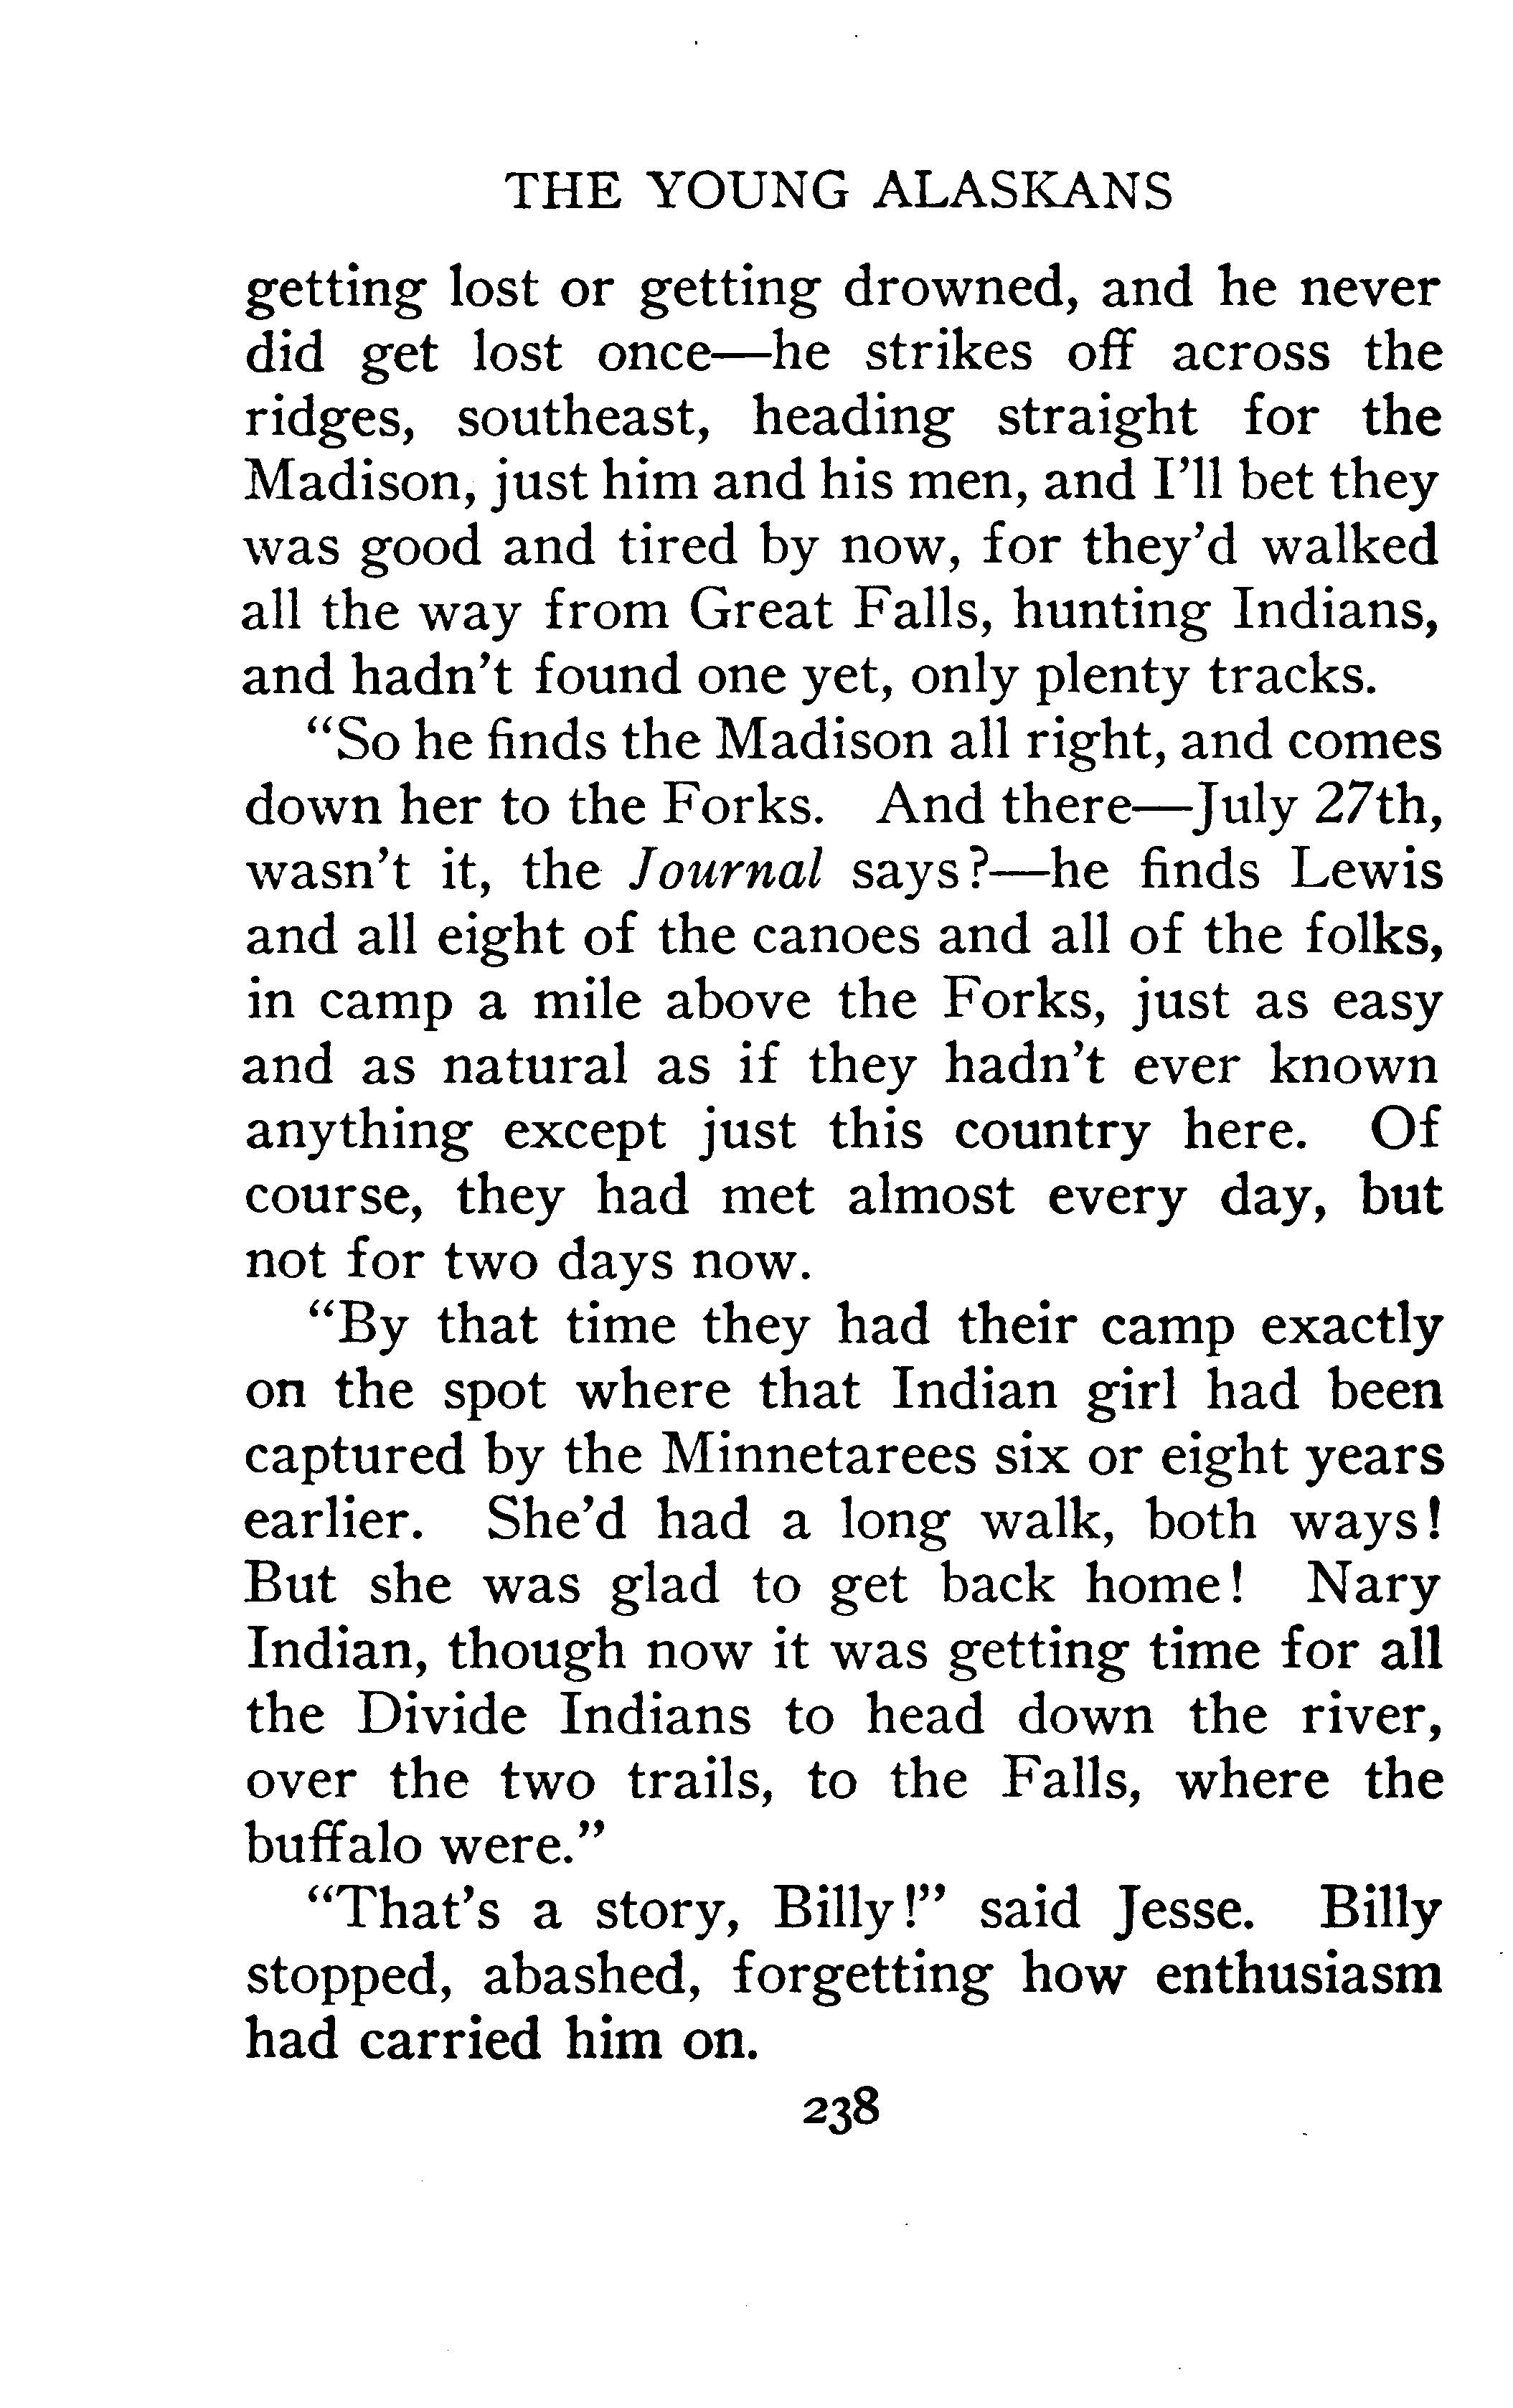 THE YOUNG ALASKANS
getting lost or getting drowned, and he never
did get lost once—he strikes off across the
ridges, southeast, heading straight for the
Madison, just him and his men, and I'll bet they
was good and tired by now, for they'd walked
all the way from Great Falls, hunting Indians,
and hadn't found one yet, only plenty tracks.
"So he finds the Madison all right, and comes
down her to the Forks. And there—July 27th,
wasn't it, the Journal says?—he finds Lewis
and all eight of the canoes and all of the folks,
in camp a mile above the Forks, just as easy
and as natural as if they hadn't ever known
anything except just this country here. Of
course, they had met almost every day, but
not for two days now.
"By that time they had their camp exactly
on the spot where that Indian girl had been
captured by the Minnetarees six or eight years
earlier. She'd had a long walk, both ways!
But she was glad to get back home! Nary
Indian, though now it was getting time for all
the Divide Indians to head down the river,
over the two trails, to the Falls, where the
buffalo were."
"That's a story, Billy!" said Jesse. Billy
stopped, abashed, forgetting how enthusiasm
had carried him on.
238